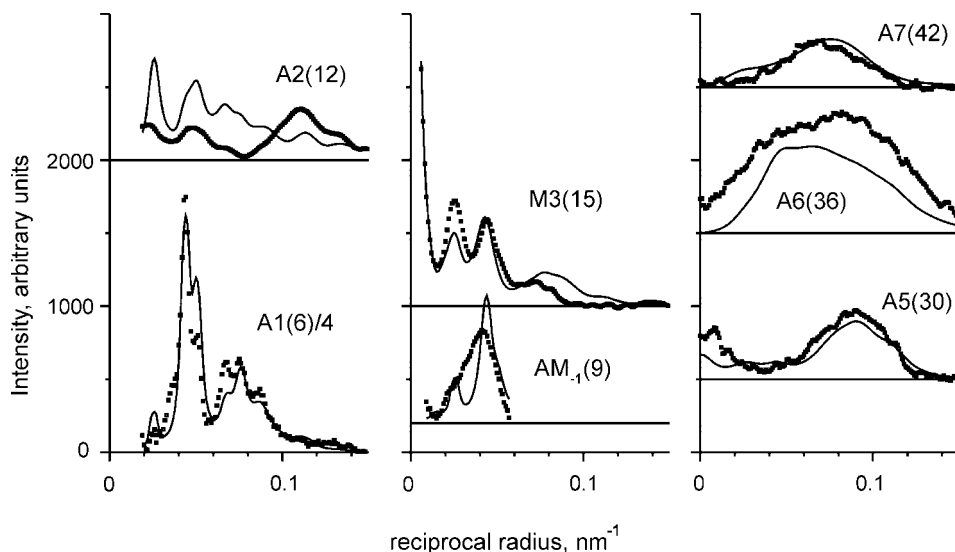 Intensity, arbitrary units
2000
1000
0
A2(12)
A1(6)/4
0
0.1
M3(15)
AM-1(9)
0
0.1
A7(42)
A6(36)
A5(30)
0
0.1
reciprocal radius, nm-1